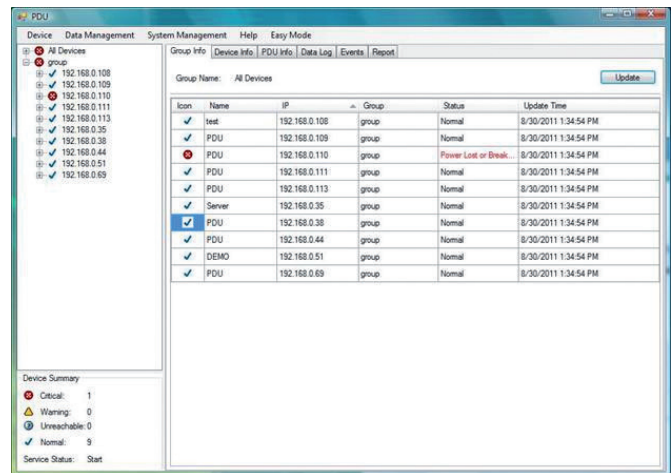 PDU
Device Data Management System Management Help Easy Mode
All Devices
group
192.168.0.108
192.168.0.109
192.168.0.110
192.168.0.111
192.168.0.113
192.168.0.35
192.168.0.38
192.168.0.44
192.168.0.51
192.168.0.69
Group Info Device Info PDU Info Data Log Events Report
Group Name: All Devices Update
Icon Name IP Group Status Update Time
test 192.168.0.108 group Normal 8/30/2011 1:34:54 PM
PDU 192.168.0.109 group Normal 8/30/2011 1:34:54 PM
PDU 192.168.0.110 group Power Lost or Break... 8/30/2011 1:34:54 PM
PDU 192.168.0.111 group Normal 8/30/2011 1:34:54 PM
PDU 192.168.0.113 group Normal 8/30/2011 1:34:54 PM
Server 192.168.0.35 group Normal 8/30/2011 1:34:54 PM
PDU 192.168.0.38 group Normal 8/30/2011 1:34:54 PM
PDU 192.168.0.44 group Normal 8/30/2011 1:34:54 PM
DEMO 192.168.0.51 group Normal 8/30/2011 1:34:54 PM
PDU 192.168.0.69 group Normal 8/30/2011 1:34:54 PM
Device Summary
Critical: 1
Warning: 0
Unreachable: 0
Normal: 9
Service Status: Start